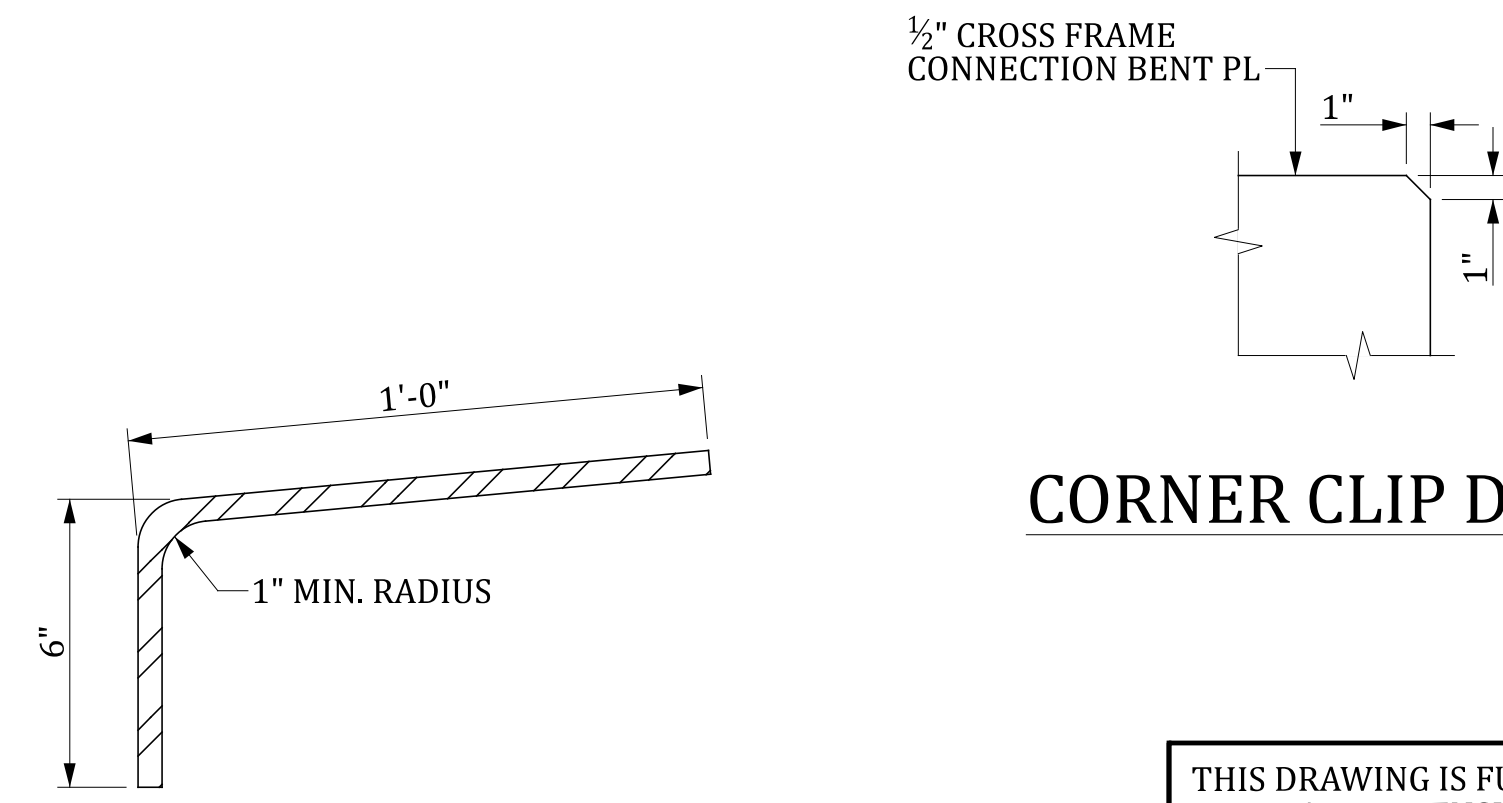 ½" CROSS FRAME
CONNECTION BENT PL
1"
1"
1'-0"
1" MIN. RADIUS
6"
CORNER CLIP
THIS DRAWING IS